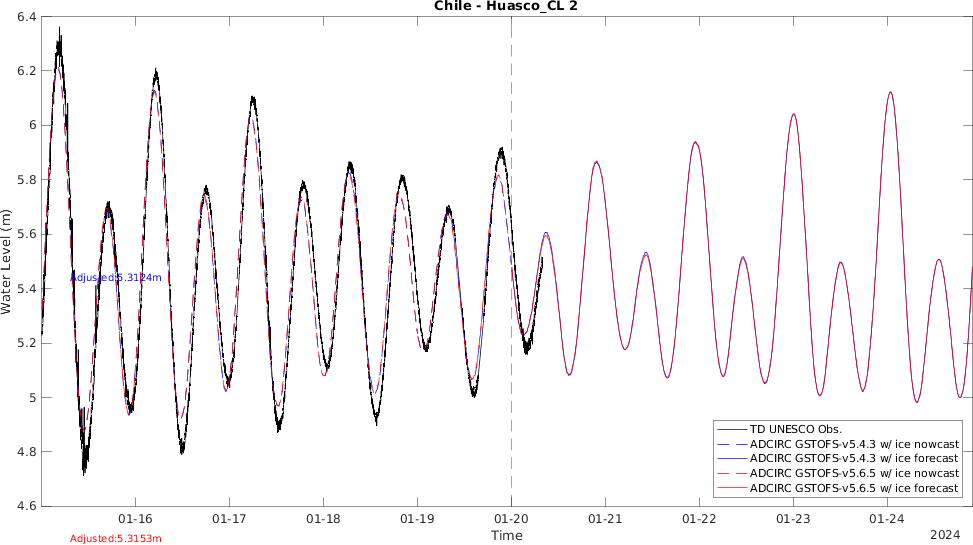 Chile - Huasco_CL 2
6.4
6.2
6
5.8
5.6
5.4
5.2
5
4.8
4.6
Water Level (m)
Adjusted:5.3124m
TD UNESCO Obs.
ADCIRC GSTOFS-v5.4.3 w/ ice nowcast
ADCIRC GSTOFS-v5.4.3 w/ ice forecast
ADCIRC GSTOFS-v5.6.5 w/ ice nowcast
ADCIRC GSTOFS-v5.6.5 w/ ice forecast
01-16 01-17 01-18 01-19 01-20 01-21 01-22 01-23 01-24
Time
2024
Adjusted:5.3153m